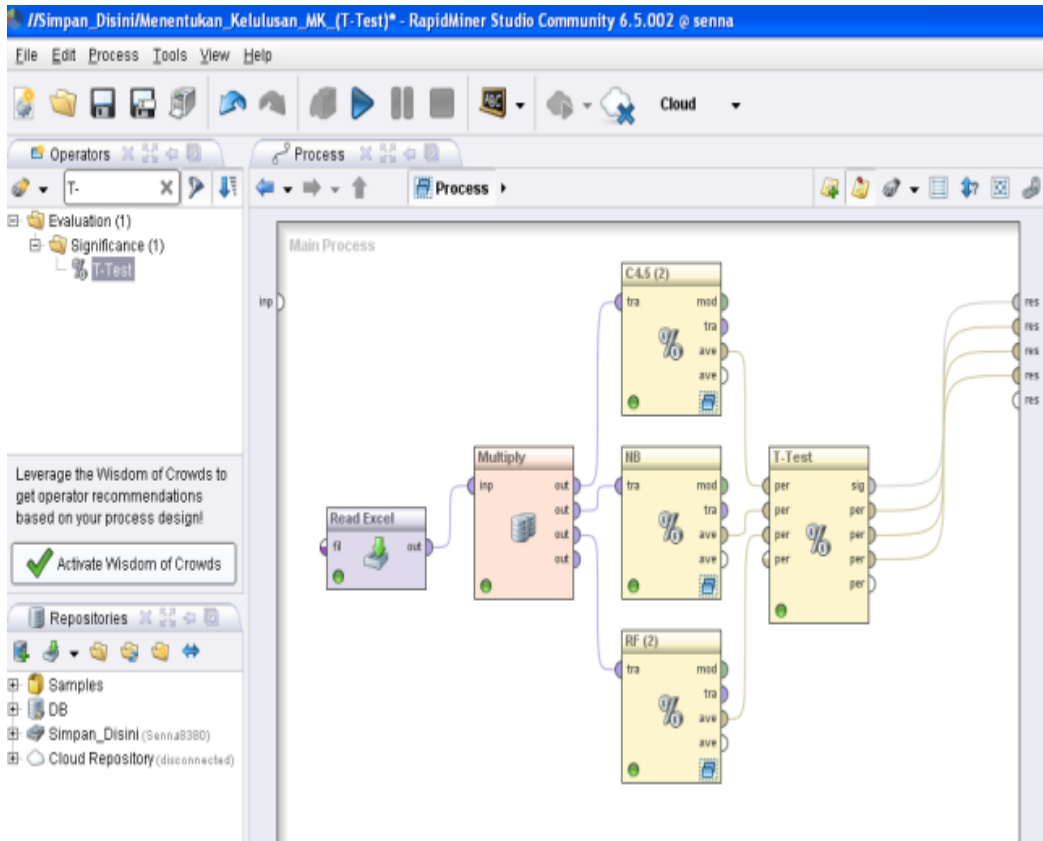 //Simpan_Disini/Menentukan_Kelulusan_MK_(T-Test)* - RapidMiner Studio Community 6.5.002 @ senna
File Edit Process Tools View Help
ABC Cloud
Operators
T-
Evaluation (1)
Significance (1)
T-Test
Leverage the Wisdom of Crowds to
get operator recommendations
based on your process design!
Activate Wisdom of Crowds
Repositories
Samples
DB
Simpan_Disini (Senna8380)
Cloud Repository (disconnected)
Process
Process
Main Process
inp
Read Excel
fil out
Multiply
inp out
out
out
out
C4.5 (2)
tra mod
tra
ave
ave
NB
tra mod
tra
ave
ave
RF (2)
tra mod
tra
ave
ave
T-Test
per sig
per per
per per
per per
per
res
res
res
res
res